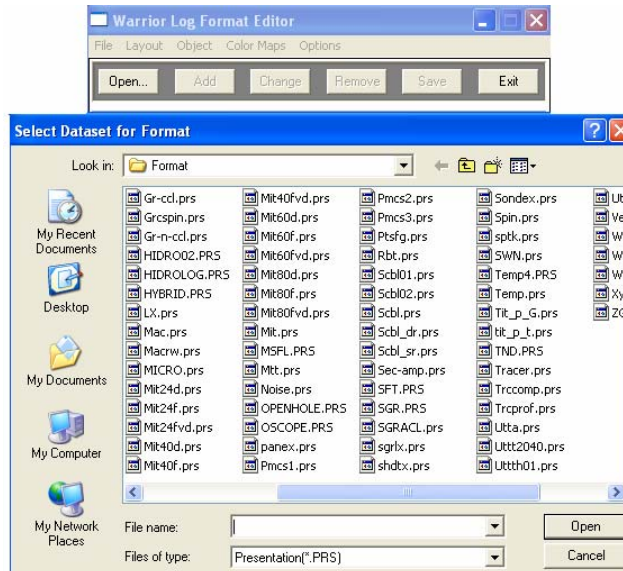 Warrior Log Format Editor
File Layout Object Color Maps Options
Open... Add Change Remove Save Exit
Select Dataset for Format
Look in: Format
My Recent Documents
Desktop
My Documents
My Computer
My Network Places
Gr-ccl.prs
Grcspin.prs
Gr-n-ccl.prs
HIDRO02.PRS
HIDROLOG.PRS
HYBRID.PRS
LX.prs
Mac.prs
Macrw.prs
MICRO.prs
Mit24d.prs
Mit24f.prs
Mit24fvd.prs
Mit40d.prs
Mit40f.prs
Mit40fvd.prs
Mit60d.prs
Mit60f.prs
Mit60fvd.prs
Mit80d.prs
Mit80f.prs
Mit80fvd.prs
Mit.prs
MSFL.PRS
Mtt.prs
Noise.prs
OPENHOLE.PRS
OSCOPE.PRS
panex.prs
Pmcs1.prs
Pmcs2.prs
Pmcs3.prs
Ptsfg.prs
Rbt.prs
Scbl01.prs
Scbl02.prs
Scbl.prs
Scbl_dr.prs
Scbl_sr.prs
Sec-amp.prs
SFT.PRS
SGR.PRS
SGRACL.PRS
sgrlx.prs
shdtx.prs
Sondex.prs
Spin.prs
sptk.prs
SWN.prs
Temp4.PRS
Temp.prs
Tit_p_G.prs
tit_p_t.prs
TND.PRS
Tracer.prs
Trccomp.prs
Trcprof.prs
Utta.prs
Uttt2040.prs
Uttth01.prs
File name:
Open
Files of type: Presentation(*.PRS)
Cancel